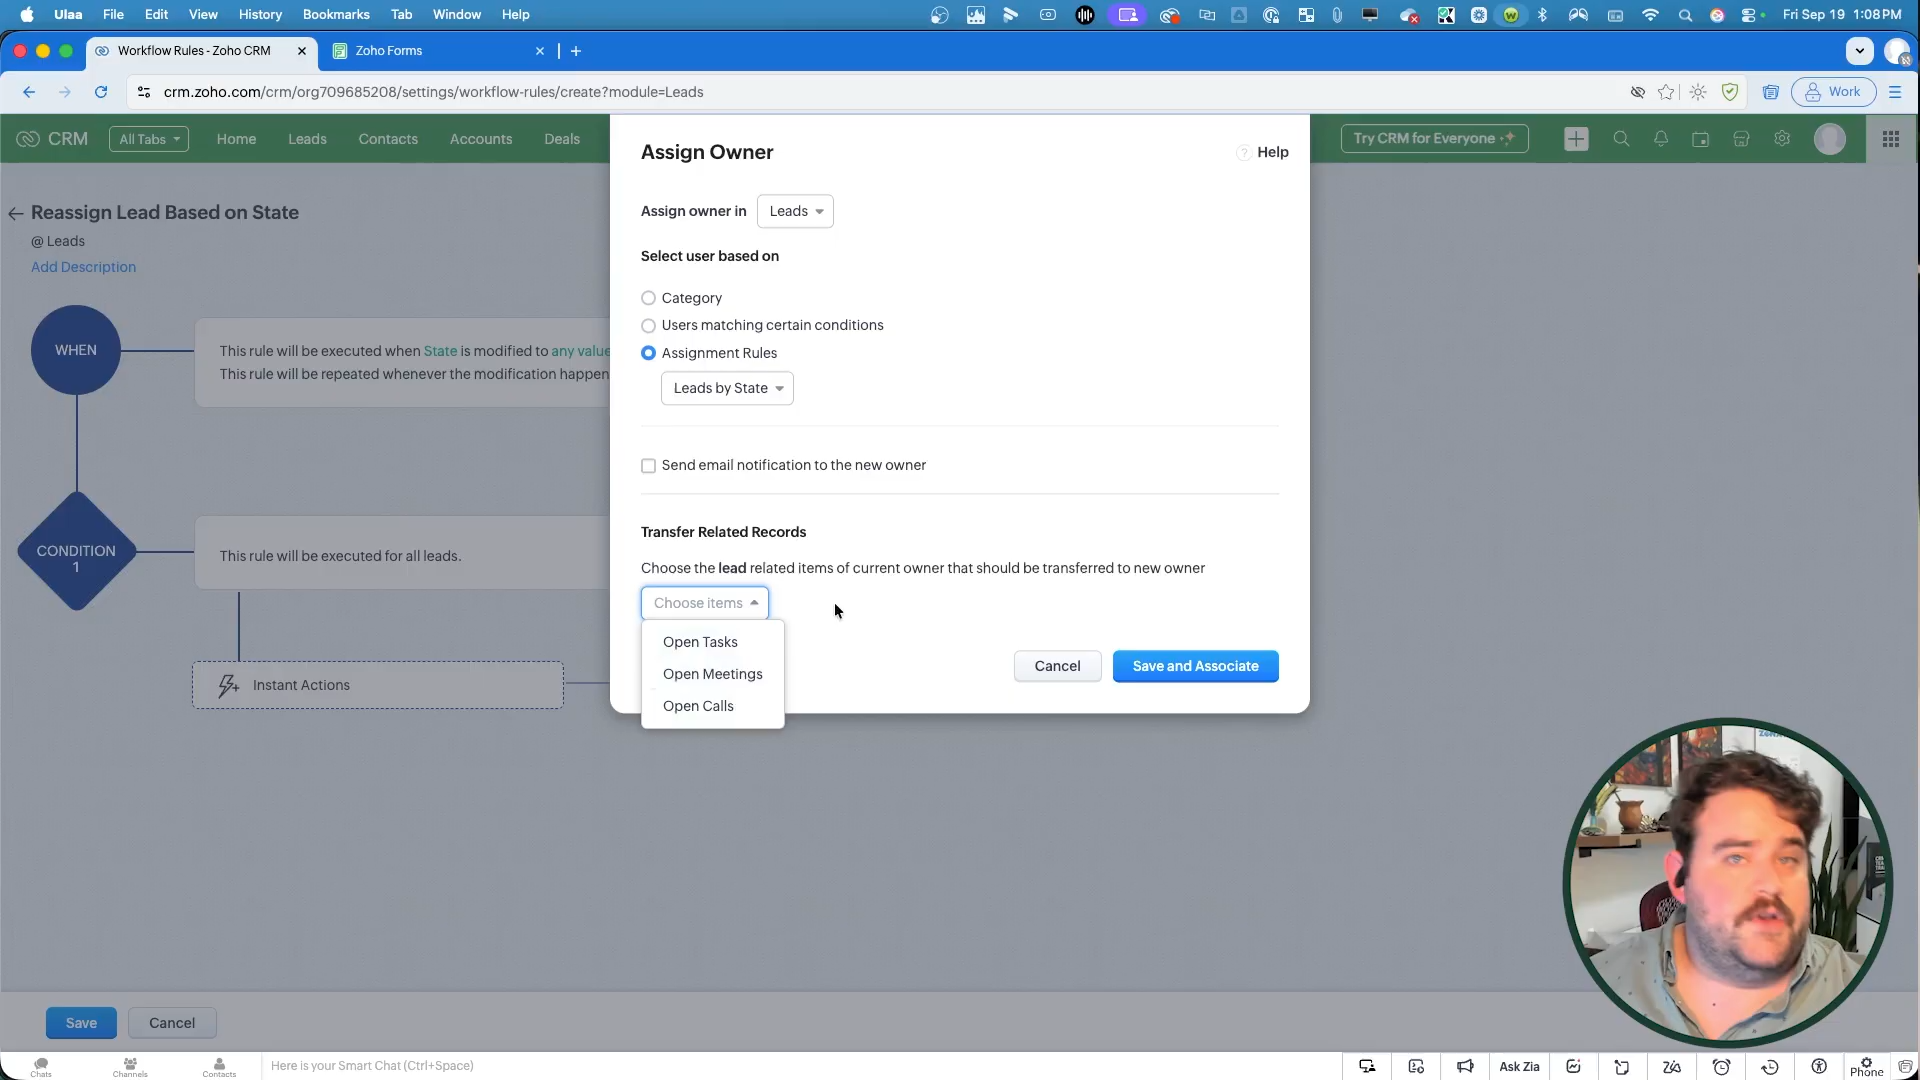 Ulaa File Edit View History Bookmarks Tab Window Help
Fri Sep 19 1:08 PM
Workflow Rules - Zoho CRM
Zoho Forms
crm.zoho.com/crm/org709685208/settings/workflow-rules/create?module=Leads
Work
CRM
All Tabs
Home Leads Contacts Accounts Deals
Try CRM for Everyone
Assign Owner
Help
Assign owner in
Leads
Select user based on
Category
Users matching certain conditions
Assignment Rules
Leads by State
Send email notification to the new owner
Transfer Related Records
Choose the lead related items of current owner that should be transferred to new owner
Choose items
Open Tasks
Open Meetings
Open Calls
Cancel
Save and Associate
Reassign Lead Based on State
@ Leads
Add Description
WHEN
This rule will be executed when State is modified to any value
This rule will be repeated whenever the modification happen
CONDITION
1
This rule will be executed for all leads.
Instant Actions
Save
Cancel
Chats
Channels
Contacts
Here is your Smart Chat (Ctrl+Space)
Ask Zia
Phone